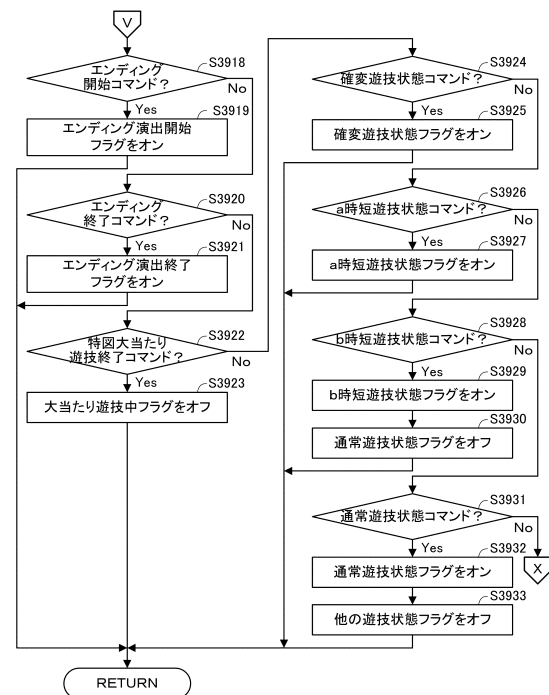 V
エンディング
開始コマンド？
S3918
No
Yes
S3919
エンディング演出開始
フラグをオン
エンディング
終了コマンド？
S3920
No
Yes
S3921
エンディング演出終了
フラグをオン
特図大当たり
遊技終了コマンド？
S3922
No
Yes
S3923
大当たり遊技中フラグをオフ
RETURN
確変遊技状態コマンド？
S3924
No
Yes
S3925
確変遊技状態フラグをオン
a時短遊技状態コマンド？
S3926
No
Yes
S3927
a時短遊技状態フラグをオン
b時短遊技状態コマンド？
S3928
No
Yes
S3929
b時短遊技状態フラグをオン
S3930
通常遊技状態フラグをオフ
通常遊技状態コマンド？
S3931
No
X
Yes
S3932
通常遊技状態フラグをオン
S3933
他の遊技状態フラグをオフ